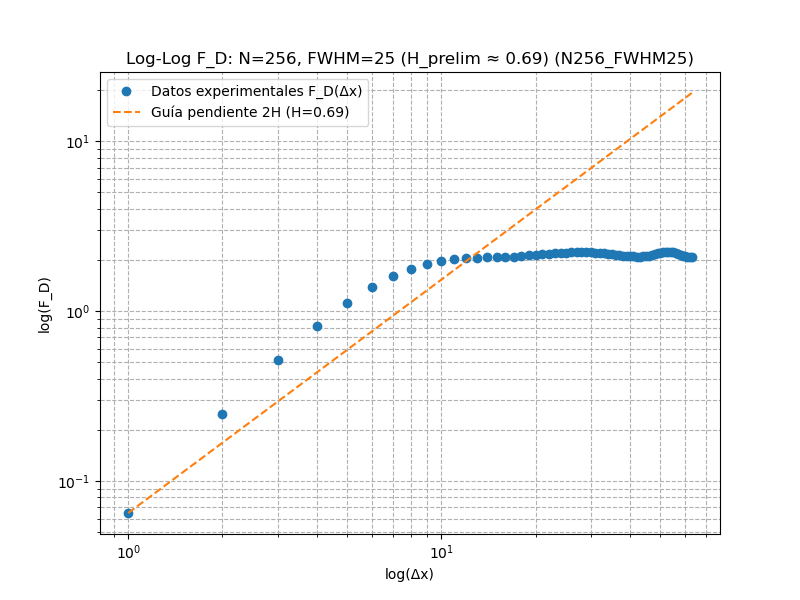 Log-Log F_D: N=256, FWHM=25 (H_prelim ≈ 0.69) (N256_FWHM25)
Datos experimentales F_D(Δx)
Guía pendiente 2H (H=0.69)
log(F_D)
10¹
10⁰
10⁻¹
10⁰
10¹
log(Δx)